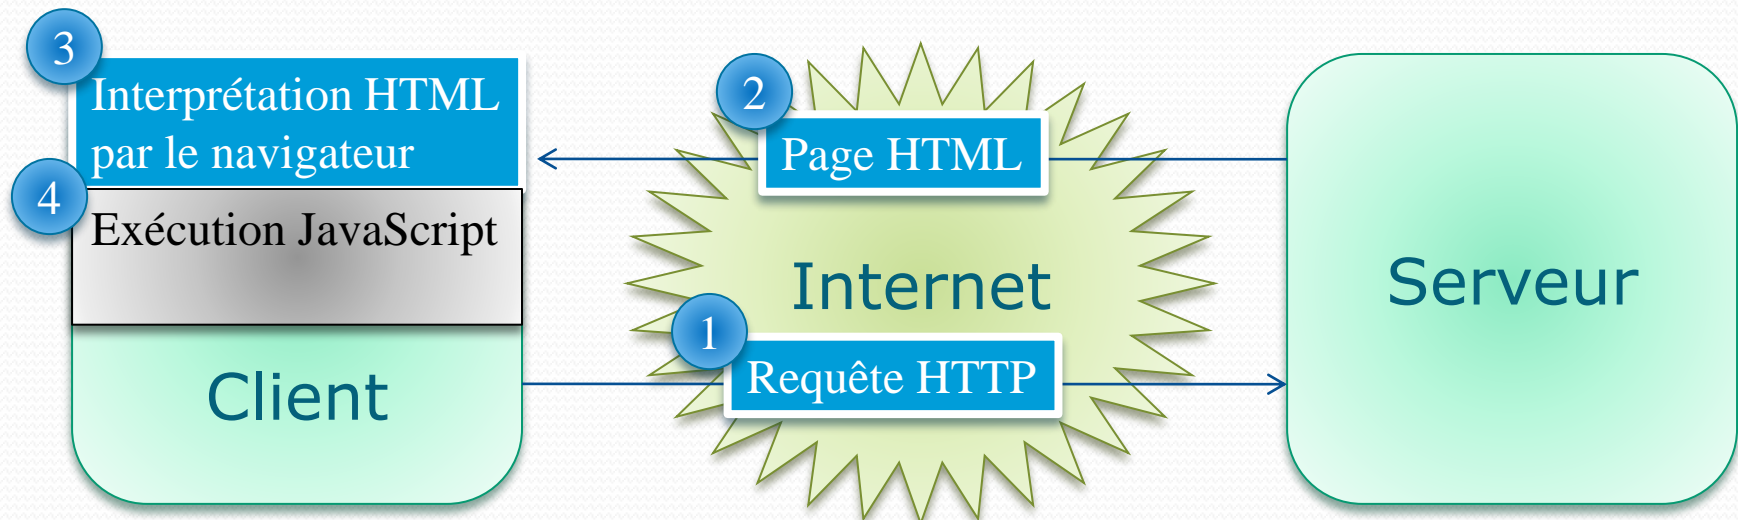 3
Interprétation HTML
par le navigateur
4
Exécution JavaScript
Client
2
Page HTML
Internet
1
Requête HTTP
Serveur